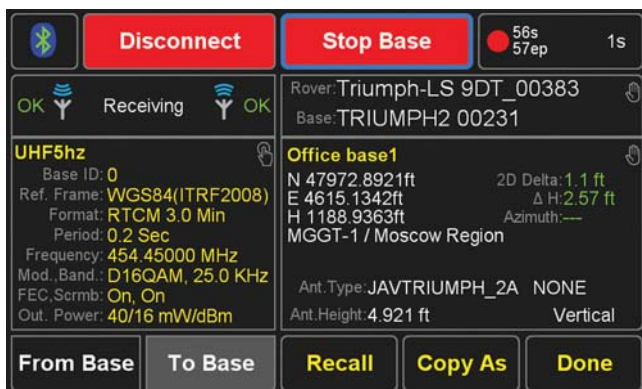 Disconnect
Stop Base
56s
57ep
1s
OK
Receiving
OK
Rover:Triumph-LS 9DT_00383
Base:TRIUMPH2 00231
UHF5hz
Base ID: 0
Ref. Frame: WGS84(ITRF2008)
Format: RTCM 3.0 Min
Period: 0.2 Sec
Frequency: 454.45000 MHz
Mod.,Band.: D16QAM, 25.0 KHz
FEC,Scrmb: On, On
Out. Power: 40/16 mW/dBm
Office base1
N 47972.8921ft
2D Delta:1.1 ft
E 4615.1342ft
Δ H:2.57 ft
H 1188.9363ft
Azimuth:---
MGGT-1 / Moscow Region
Ant.Type:JAVTRIUMPH_2A NONE
Ant.Height:4.921 ft
Vertical
From Base
To Base
Recall
Copy As
Done